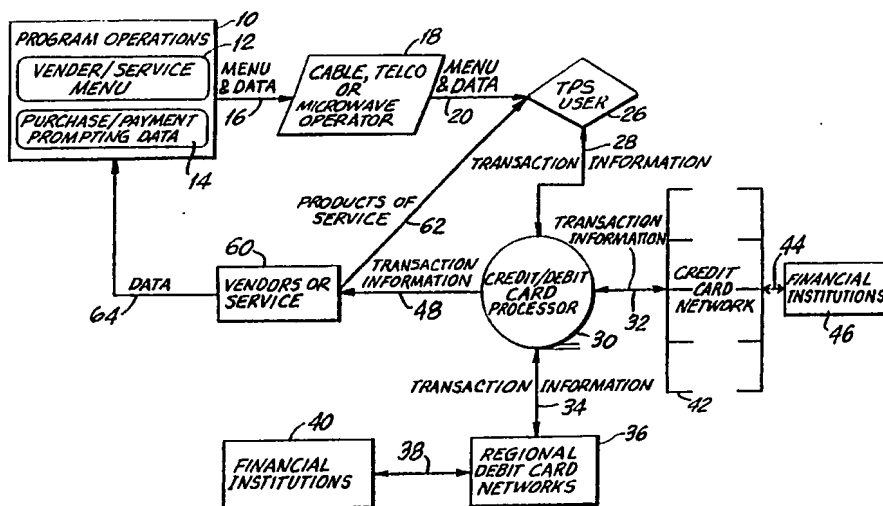 10
PROGRAM OPERATIONS
12
VENDER/SERVICE
MENU
PURCHASE/PAYMENT
PROMPTING DATA
14
MENU
& DATA
16
18
CABLE, TELCO
OR
MICROWAVE
OPERATOR
MENU
& DATA
20
TPS
USER
26
28
TRANSACTION INFORMATION
PRODUCTS OF
SERVICE
62
TRANSACTION
INFORMATION
32
CREDIT/DEBIT
CARD
PROCESSOR
30
CREDIT
CARD
NETWORK
42
44
FINANCIAL
INSTITUTIONS
46
60
VENDORS OR
SERVICE
TRANSACTION
INFORMATION
48
DATA
64
TRANSACTION INFORMATION
34
40
FINANCIAL
INSTITUTIONS
38
36
REGIONAL
DEBIT CARD
NETWORKS